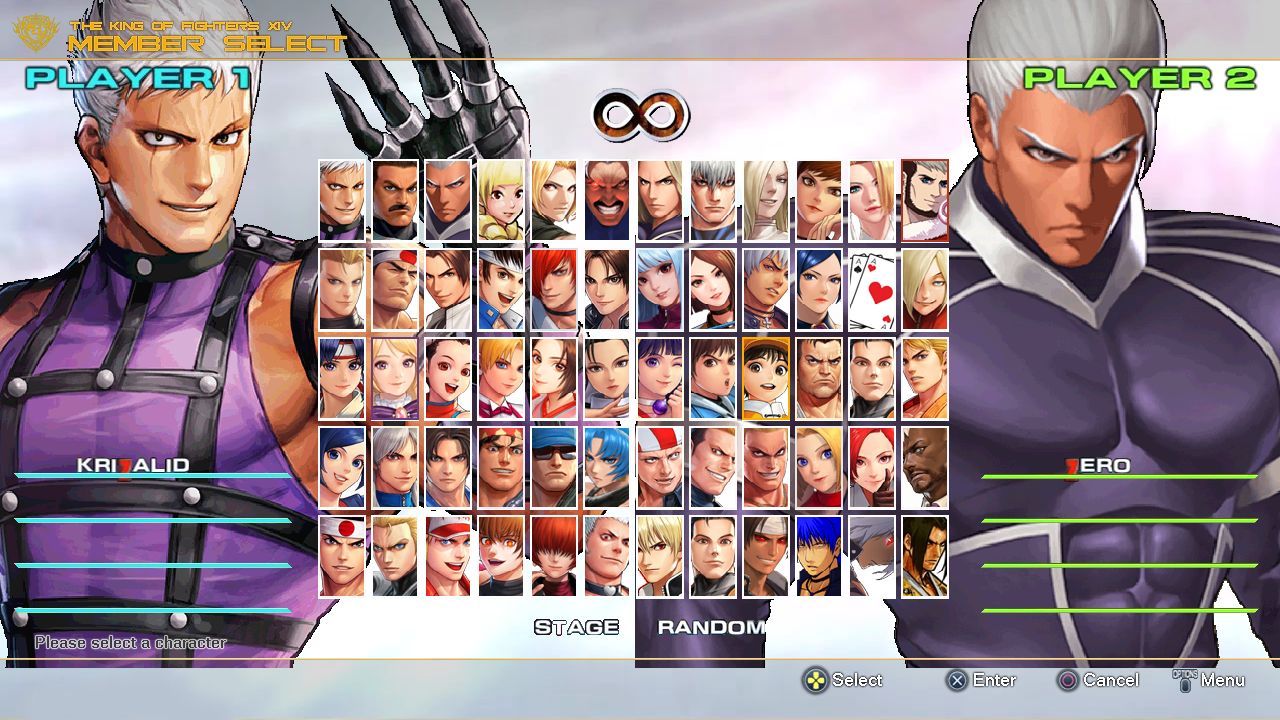 THE KING OF FIGHTERS XIV
MEMBER SELECT
PLAYER 1
PLAYER 2
KRIZALID
ZERO
STAGE RANDOM
Please select a character
Select
Enter
Cancel
OPTIONS
Menu